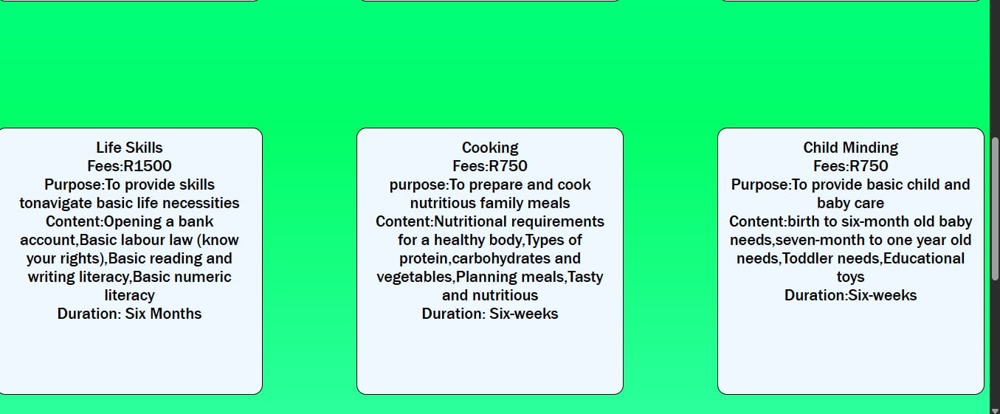 Life Skills
Fees:R1500
Purpose:To provide skills
tonavigate basic life necessities
Content:Opening a bank
account,Basic labour law (know
your rights),Basic reading and
writing literacy,Basic numeric
literacy
Duration: Six Months
Cooking
Fees:R750
purpose:To prepare and cook
nutritious family meals
Content:Nutritional requirements
for a healthy body,Types of
protein,carbohydrates and
vegetables,Planning meals,Tasty
and nutritious
Duration: Six-weeks
Child Minding
Fees:R750
Purpose:To provide basic child and
baby care
Content:birth to six-month old baby
needs,seven-month to one year old
needs,Toddler needs,Educational
toys
Duration:Six-weeks